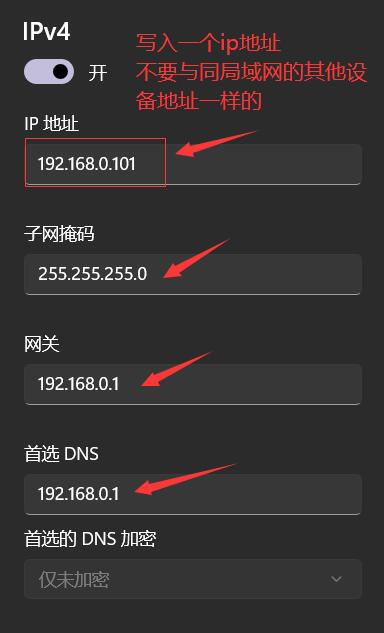 IPv4
写入一个ip地址
开
不要与同局域网的其他设
备地址一样的
IP 地址
192.168.0.101
子网掩码
255.255.255.0
网关
192.168.0.1
首选 DNS
192.168.0.1
首选的 DNS 加密
仅未加密